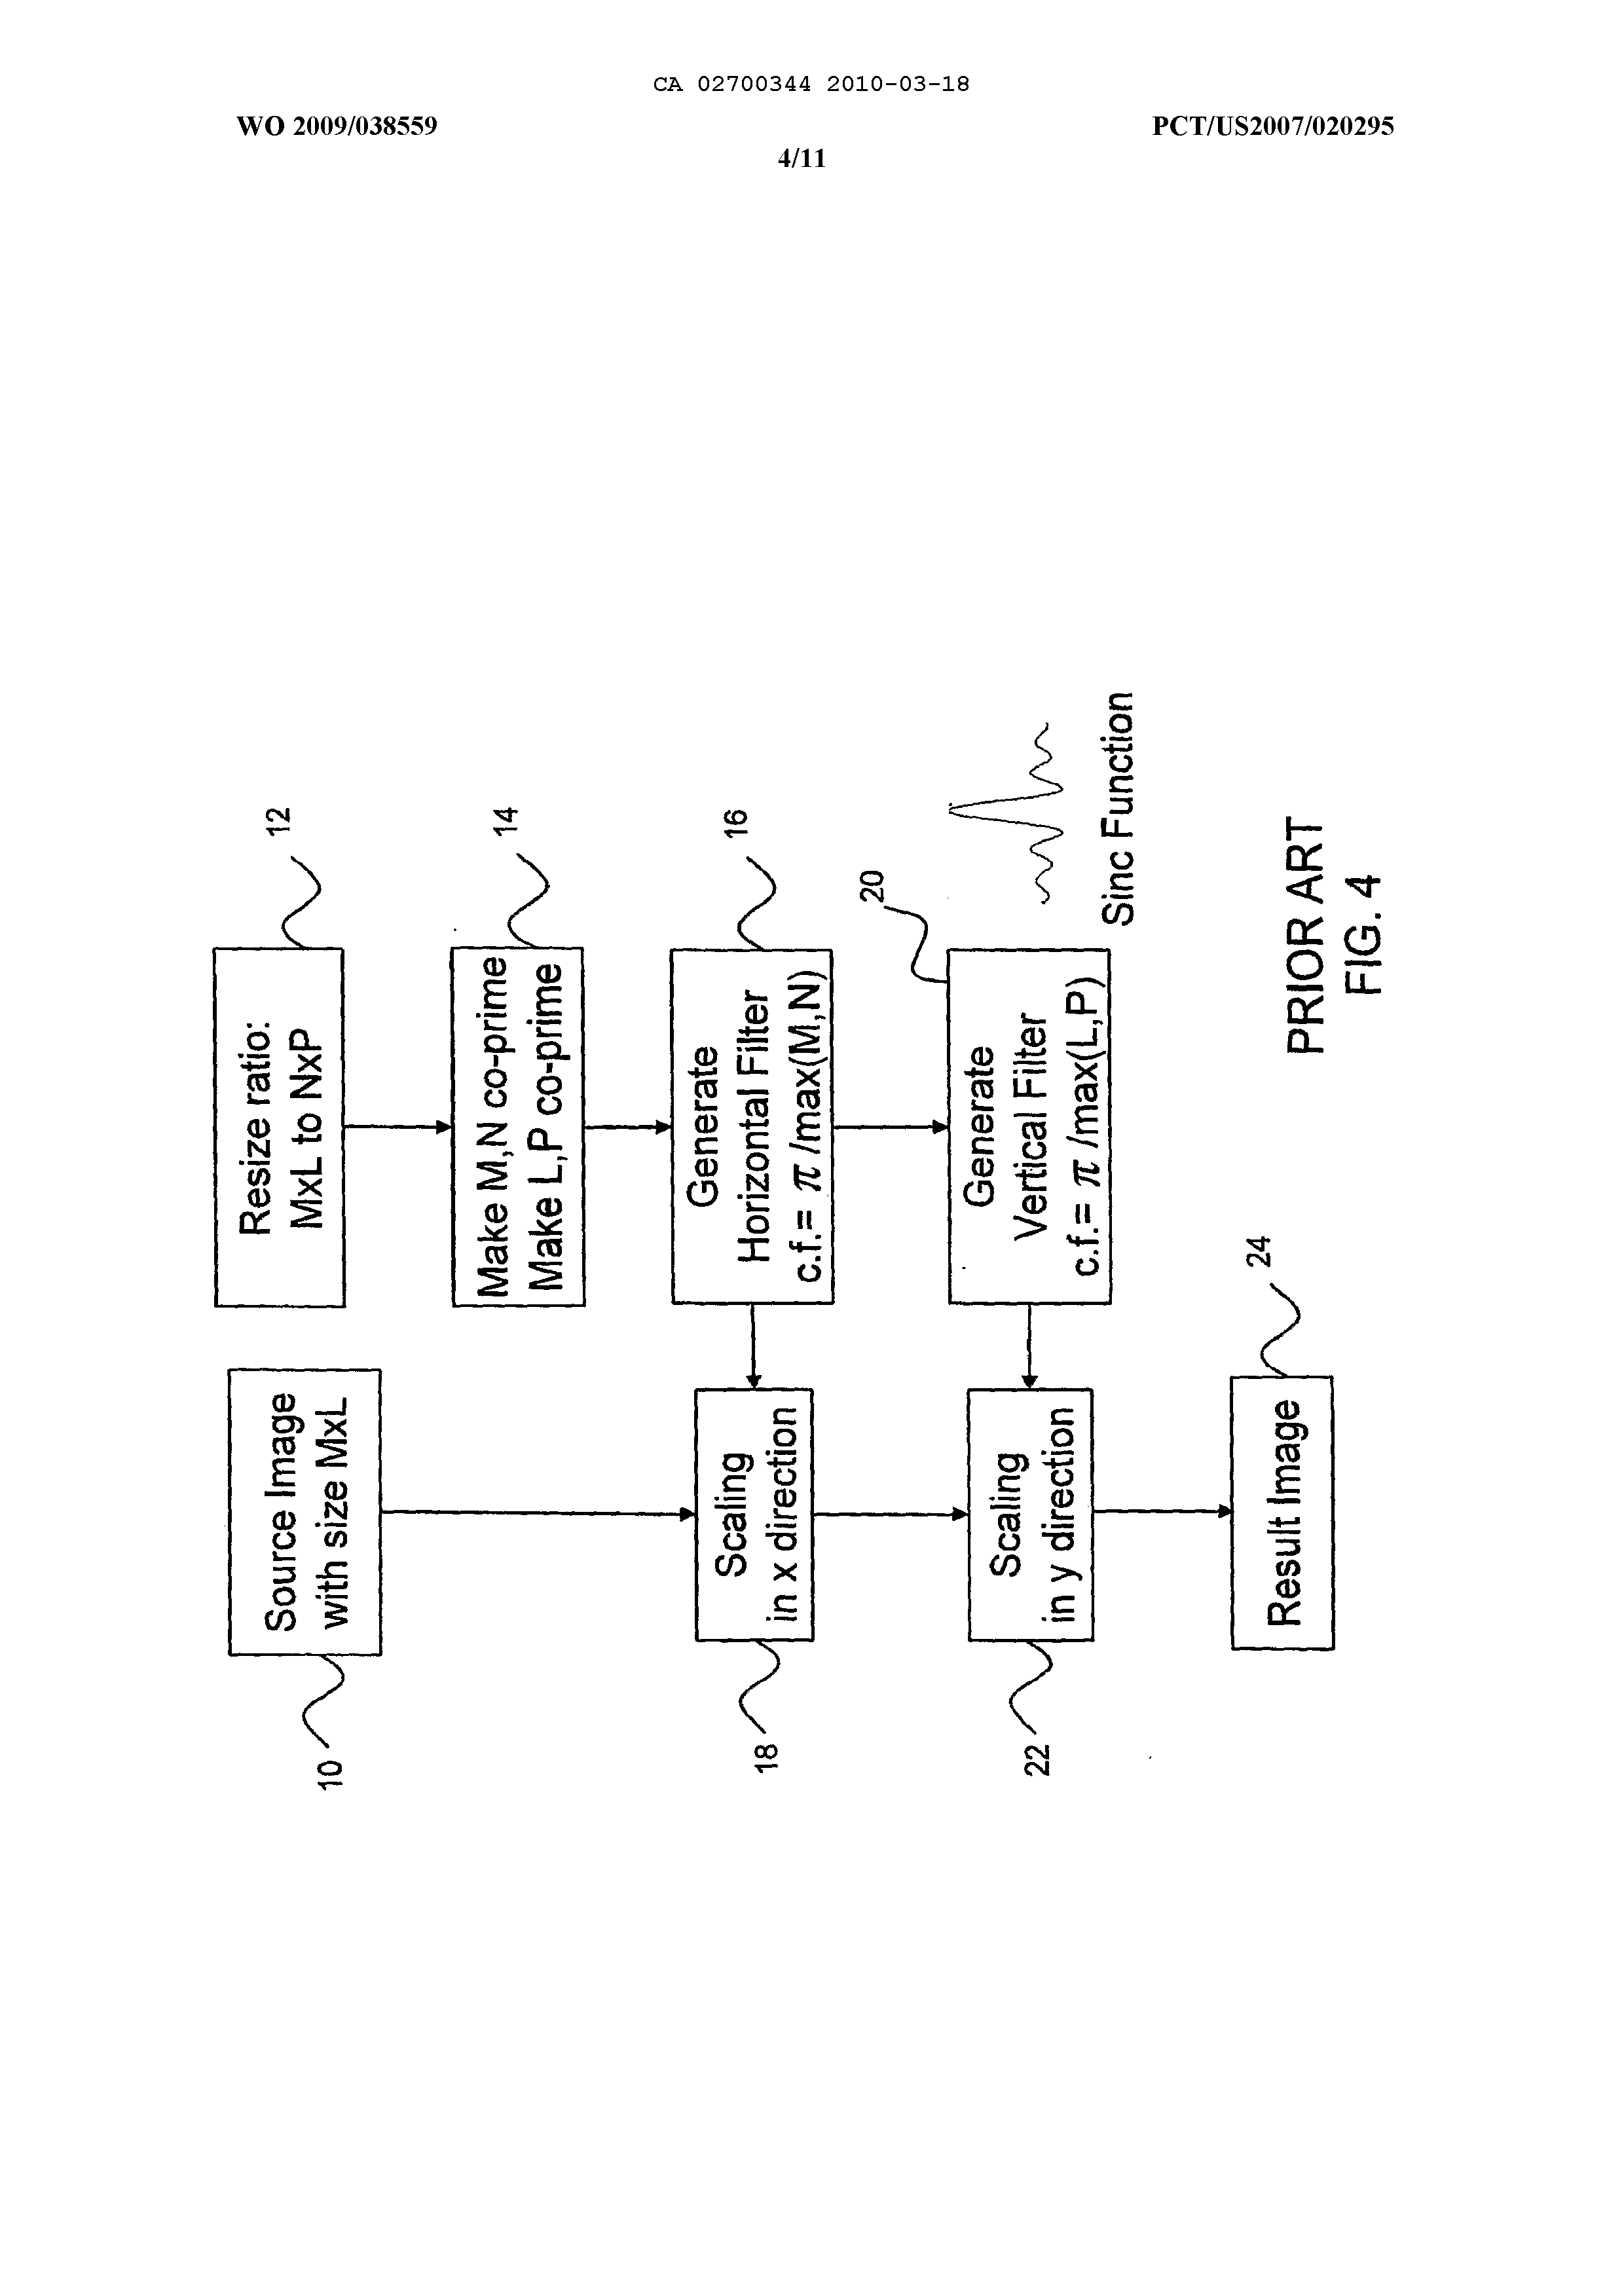 CA 02700344 2010-03-18
WO 2009/038559
PCT/US2007/020295
4/11
Resize ratio:
MxL to NxP
12
Make M,N co-prime
Make L,P co-prime
14
Generate
Horizontal Filter
c.f.= π /max(M,N)
16
Generate
Vertical Filter
c.f.= π /max(L,P)
20
Sinc Function
Source Image
with size MxL
10
Scaling
in x direction
18
Scaling
in y direction
22
Result Image
24
PRIOR ART
FIG. 4